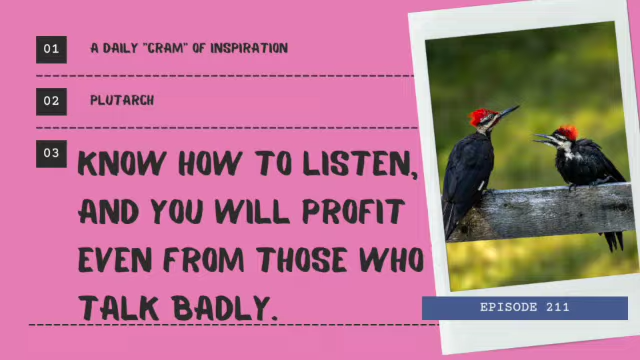 01 A DAILY "CRAM" OF INSPIRATION
02 PLUTARCH
03 KNOW HOW TO LISTEN,
AND YOU WILL PROFIT
EVEN FROM THOSE WHO
TALK BADLY.
EPISODE 211